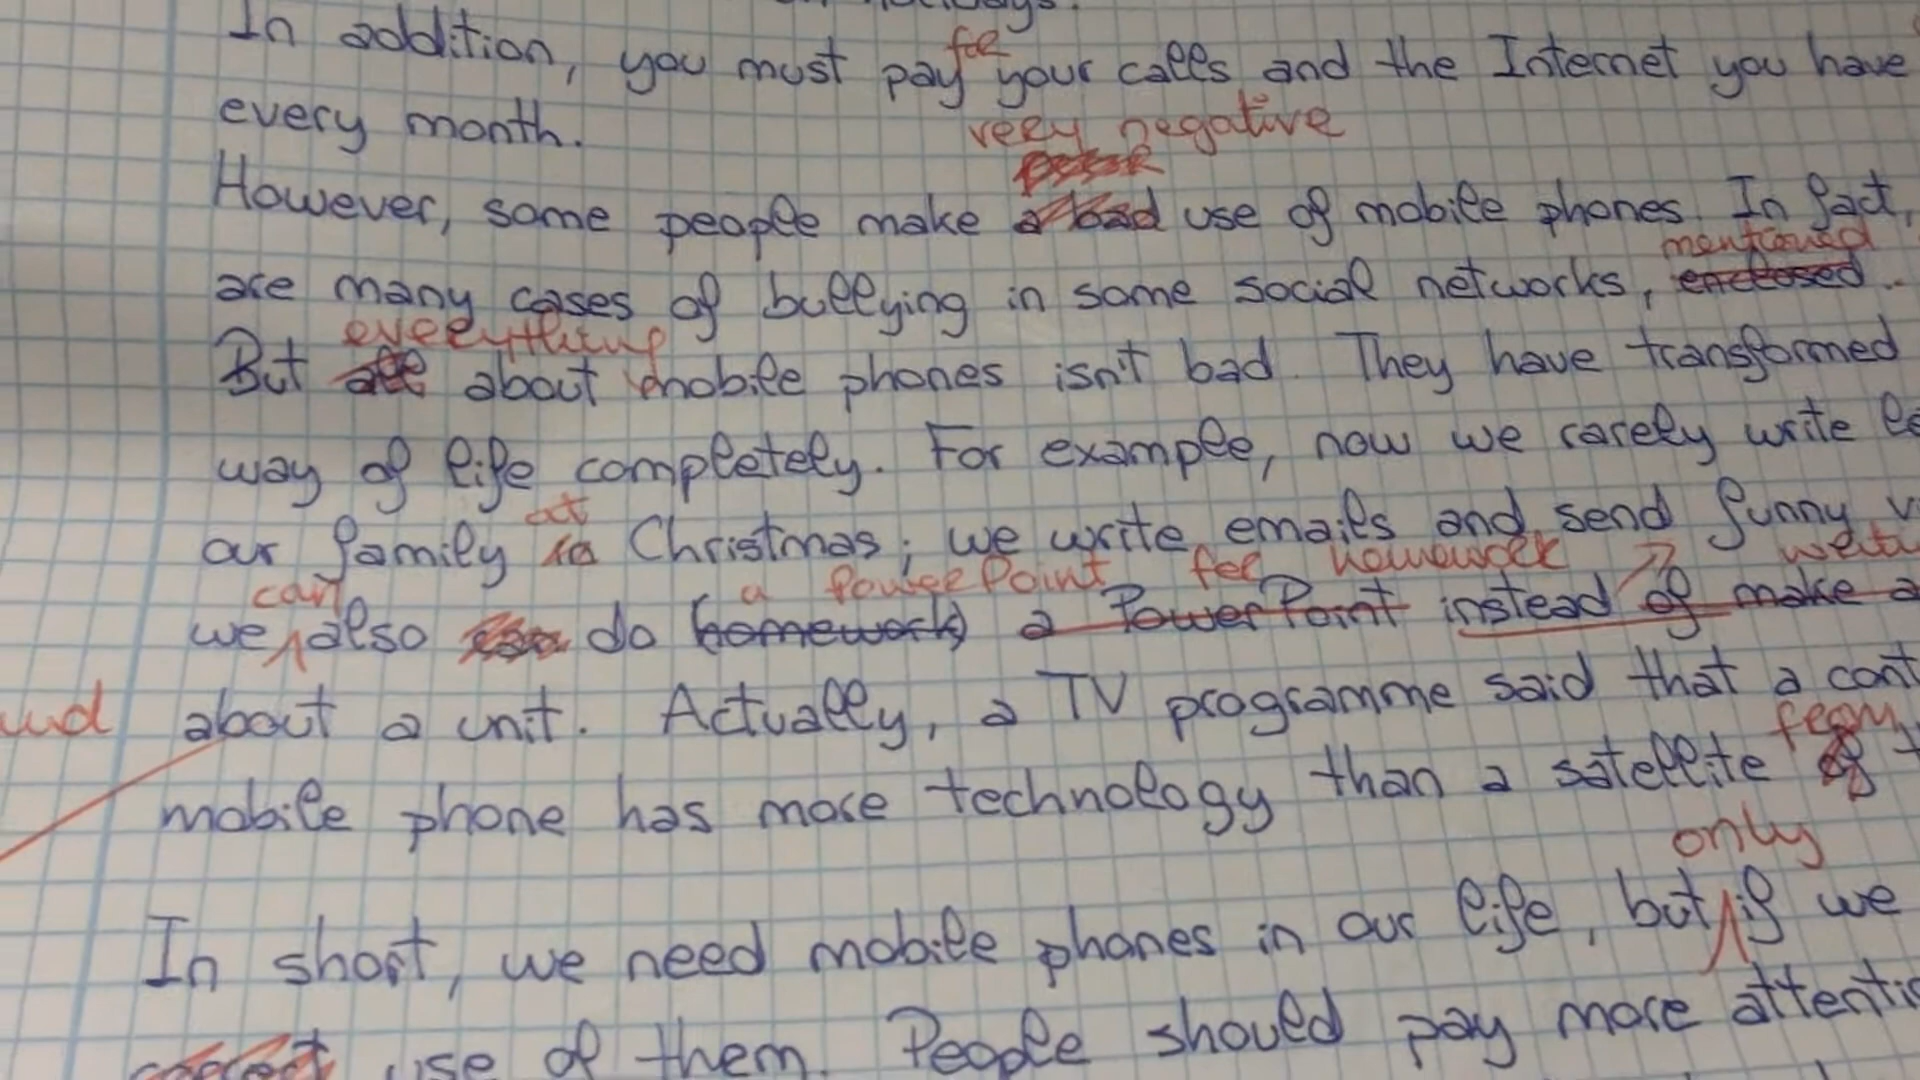 In addition, you must pay for your calls and the Internet you have
every month.
very negative
However, some people make a bad use of mobile phones. In fact,
mentioned
are many cases of bullying in some social networks, enclosed
everything
But all about mobile phones isn't bad. They have transformed
way of life completely. For example, now we rarely write
at
our family in Christmas; we write emails and send funny
can a PowerPoint for homework
we also can do (homework) a PowerPoint instead of make a
about a unit. Actually, a TV programme said that a
from
mobile phone has more technology than a satellite of
only
In short, we need mobile phones in our life, but if we
correct use of them. People should pay more